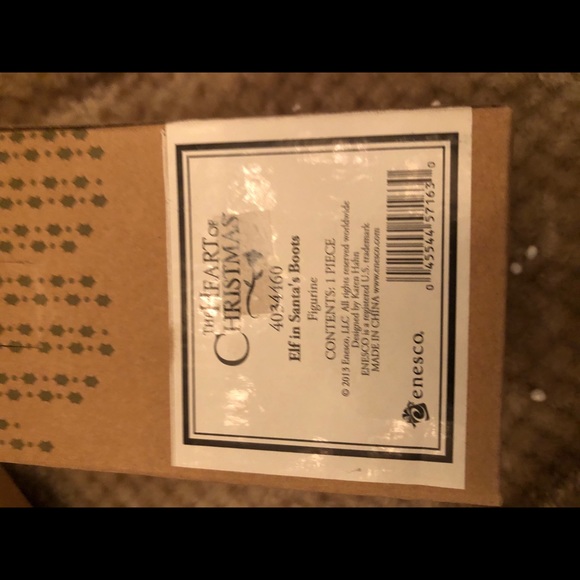 THE HEART OF
CHRISTMAS
4034460
Elf in Santa's Boots
Figurine
CONTENTS: 1 PIECE
© 2013 Enesco, LLC All rights reserved worldwide
Designed by Karen Hahn
ENESCO is a registered U.S. trademark
MADE IN CHINA www.enesco.com
enesco.
0 45544 57163 0